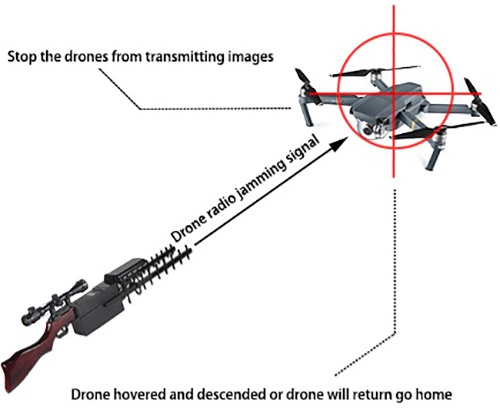 Stop the drones from transmitting images
Drone radio jamming signal
Drone hovered and descended or drone will return go home